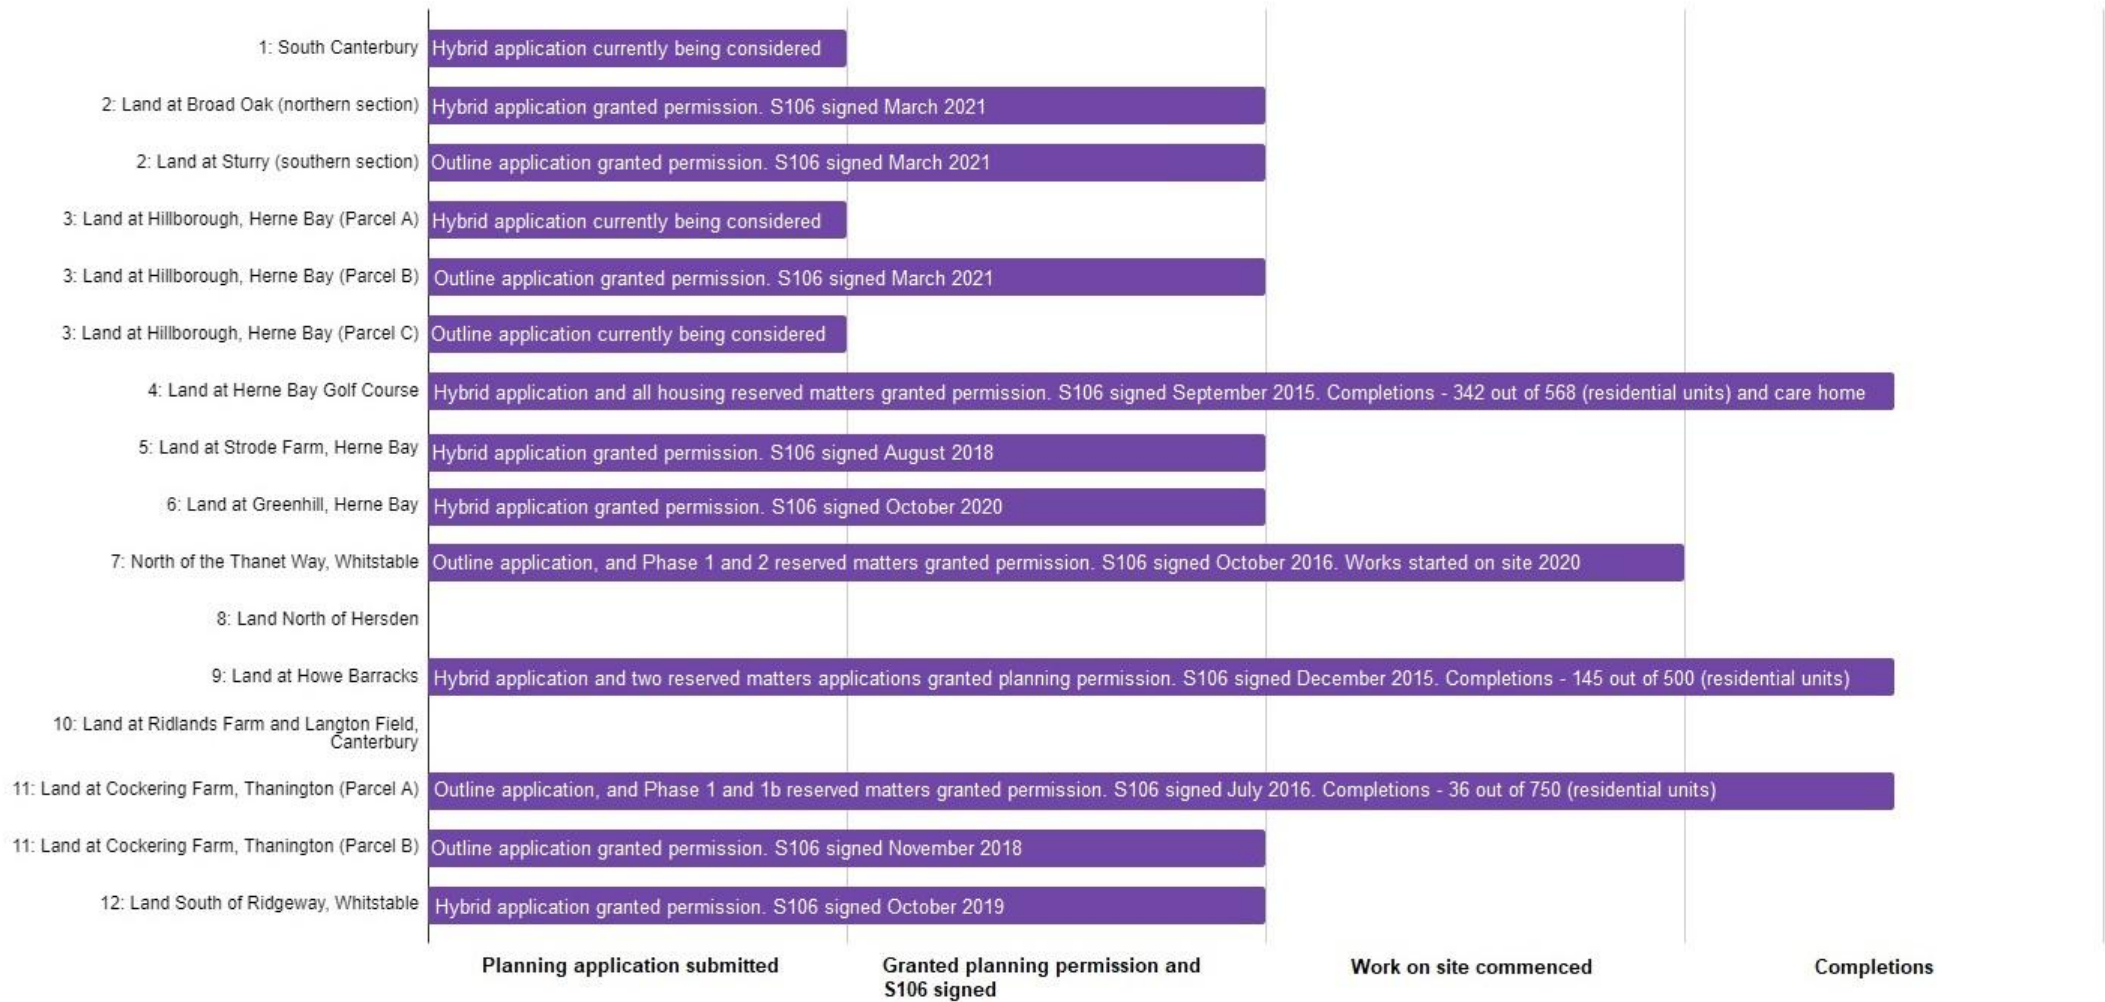 1: South Canterbury
Hybrid application currently being considered
2: Land at Broad Oak (northern section)
Hybrid application granted permission. S106 signed March 2021
2: Land at Sturry (southern section)
Outline application granted permission. S106 signed March 2021
3: Land at Hillborough, Herne Bay (Parcel A)
Hybrid application currently being considered
3: Land at Hillborough, Herne Bay (Parcel B)
Outline application granted permission. S106 signed March 2021
3: Land at Hillborough, Herne Bay (Parcel C)
Outline application currently being considered
4: Land at Herne Bay Golf Course
Hybrid application and all housing reserved matters granted permission. S106 signed September 2015. Completions - 342 out of 568 (residential units) and care home
5: Land at Strode Farm, Herne Bay
Hybrid application granted permission. S106 signed August 2018
6: Land at Greenhill, Herne Bay
Hybrid application granted permission. S106 signed October 2020
7: North of the Thanet Way, Whitstable
Outline application, and Phase 1 and 2 reserved matters granted permission. S106 signed October 2016. Works started on site 2020
8: Land North of Hersden
9: Land at Howe Barracks
Hybrid application and two reserved matters applications granted planning permission. S106 signed December 2015. Completions - 145 out of 500 (residential units)
10: Land at Ridlands Farm and Langton Field,
Canterbury
11: Land at Cockering Farm, Thanington (Parcel A)
Outline application, and Phase 1 and 1b reserved matters granted permission. S106 signed July 2016. Completions - 36 out of 750 (residential units)
11: Land at Cockering Farm, Thanington (Parcel B)
Outline application granted permission. S106 signed November 2018
12: Land South of Ridgeway, Whitstable
Hybrid application granted permission. S106 signed October 2019
Planning application submitted
Granted planning permission and
S106 signed
Work on site commenced
Completions